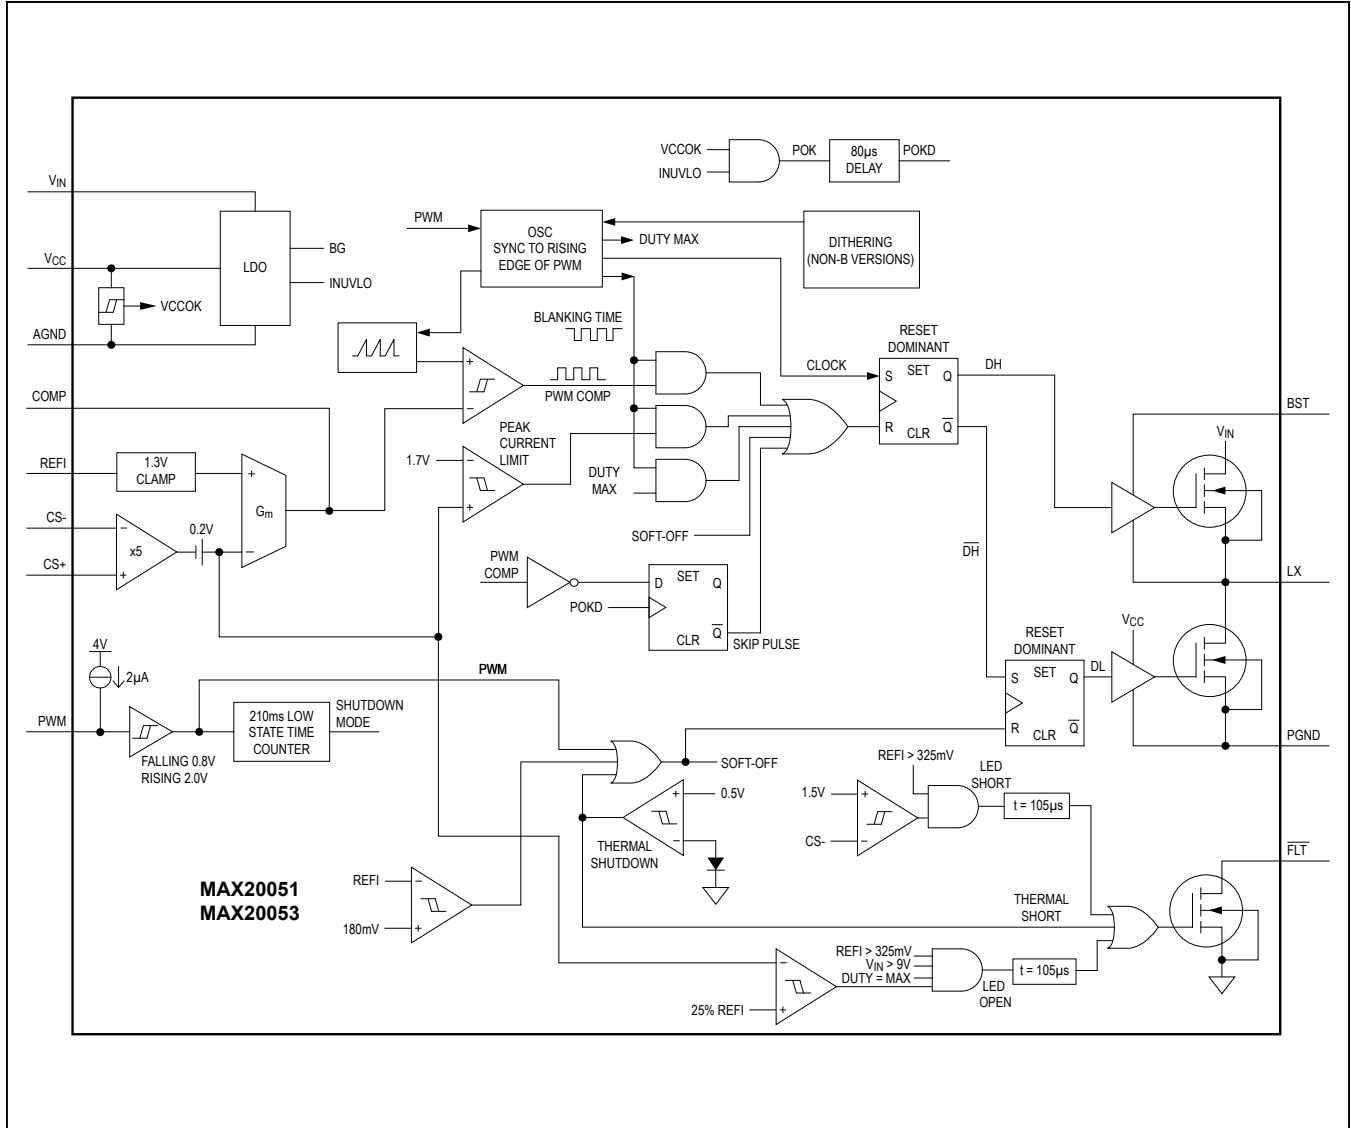 VCCOK
INUVLO
POK
80µs
DELAY
POKD
VIN
VCC
AGND
LDO
BG
INUVLO
VCCOK
PWM
OSC
SYNC TO RISING
EDGE OF PWM
DUTY MAX
DITHERING
(NON-B VERSIONS)
BLANKING TIME
+
−
PWM COMP
CLOCK
RESET
DOMINANT
S
SET
Q
R
CLR
Q
DH
BST
VIN
COMP
REFI
1.3V
CLAMP
+
−
Gm
CS-
CS+
−
+
x5
0.2V
1.7V
−
+
PEAK
CURRENT
LIMIT
DUTY
MAX
SOFT-OFF
DH
LX
PWM
COMP
POKD
D
SET
Q
CLR
Q
SKIP PULSE
4V
2µA
PWM
FALLING 0.8V
RISING 2.0V
PWM
210ms LOW
STATE TIME
COUNTER
SHUTDOWN
MODE
RESET
DOMINANT
S
SET
Q
R
CLR
Q
DL
VCC
PGND
SOFT-OFF
+
−
0.5V
THERMAL
SHUTDOWN
REFI > 325mV
1.5V
+
−
CS-
LED
SHORT
t = 105µs
FLT
MAX20051
MAX20053
REFI
−
+
180mV
THERMAL
SHORT
REFI > 325mV
VIN > 9V
DUTY = MAX
−
+
25% REFI
LED
OPEN
t = 105µs